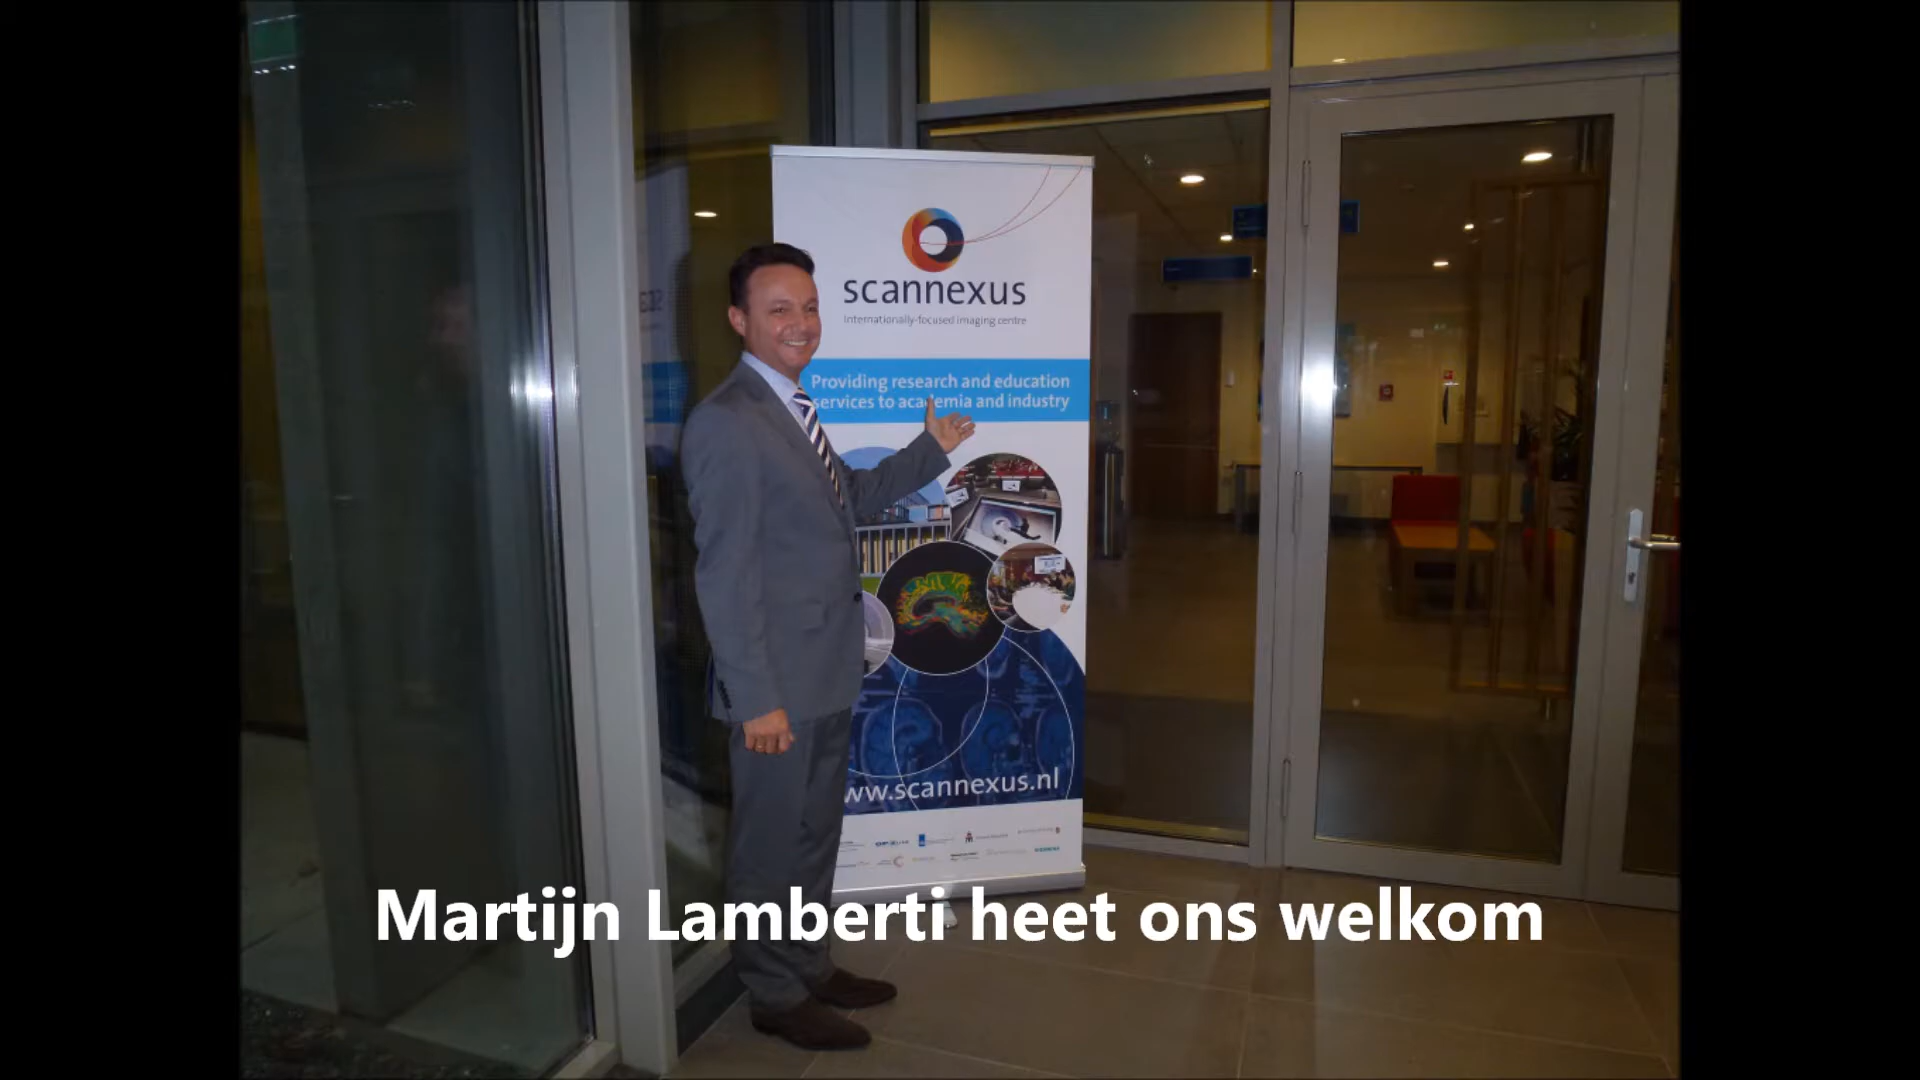 scannexus
Internationally-focused imaging centre
Providing research and education
services to academia and industry
ww.scannexus.nl
Martijn Lamberti heet ons welkom